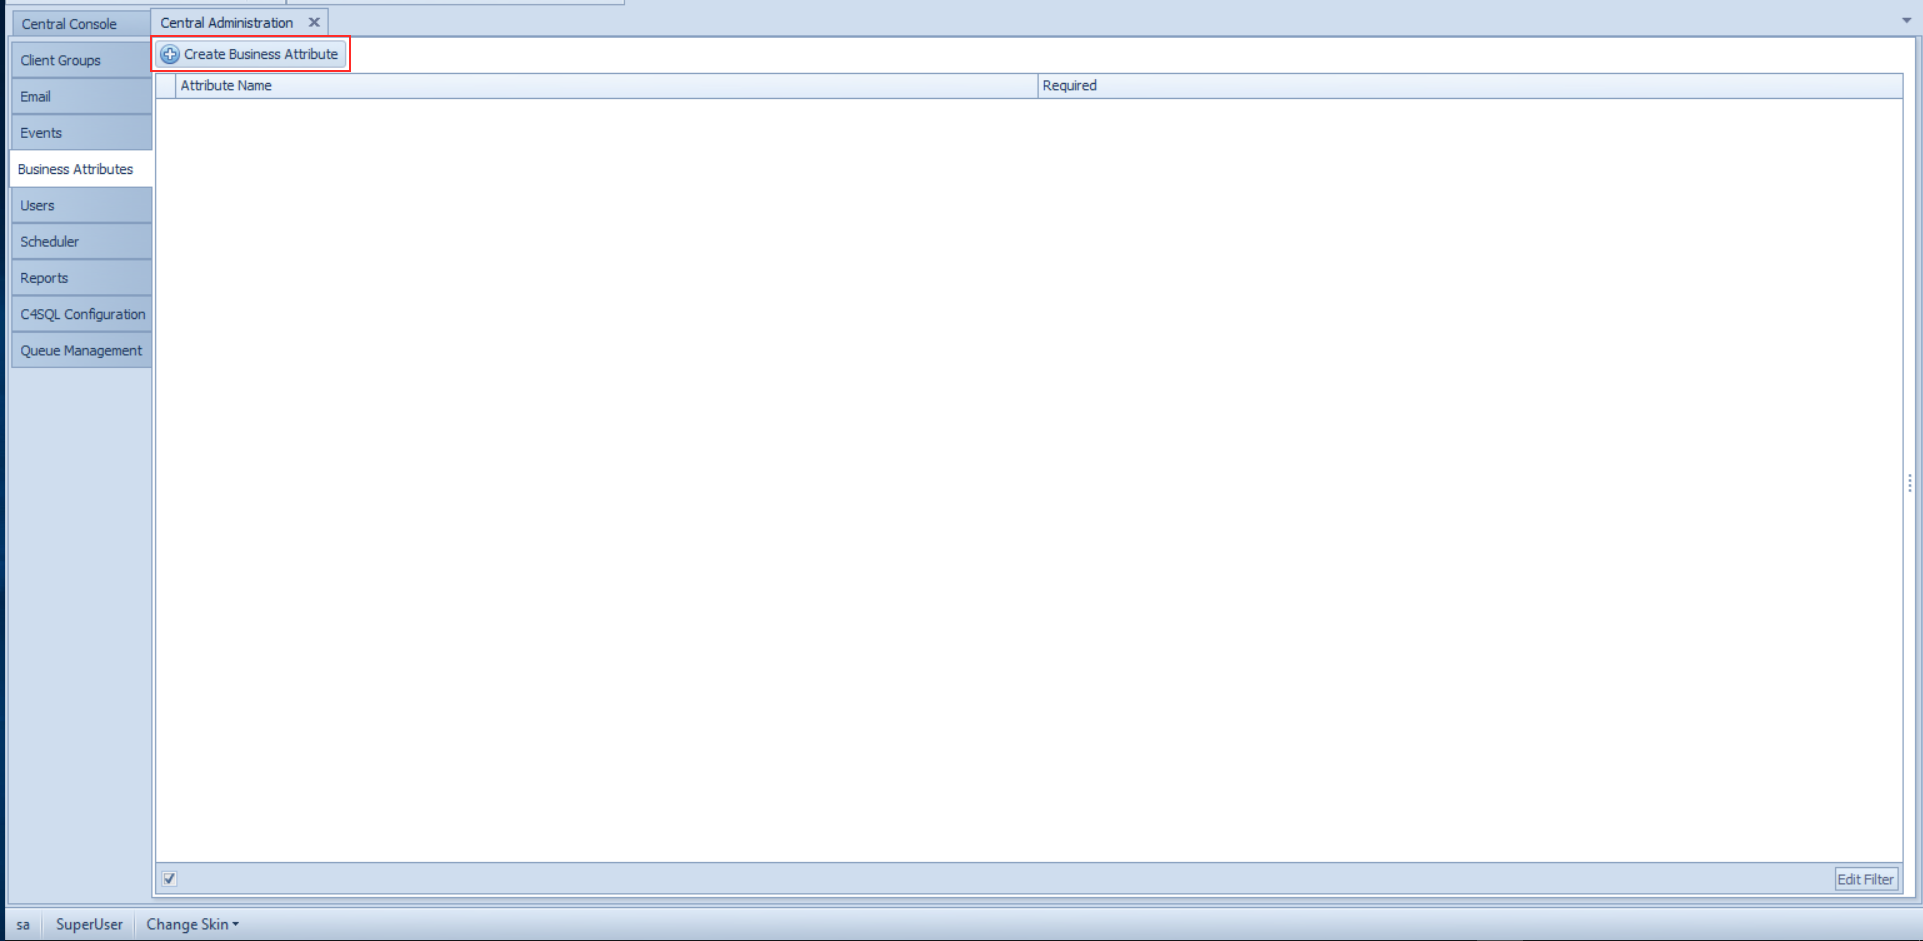 Central Console
Central Administration
Client Groups
Email
Events
Business Attributes
Users
Scheduler
Reports
C4SQL Configuration
Queue Management
Create Business Attribute
Attribute Name Required
Edit Filter
sa SuperUser Change Skin